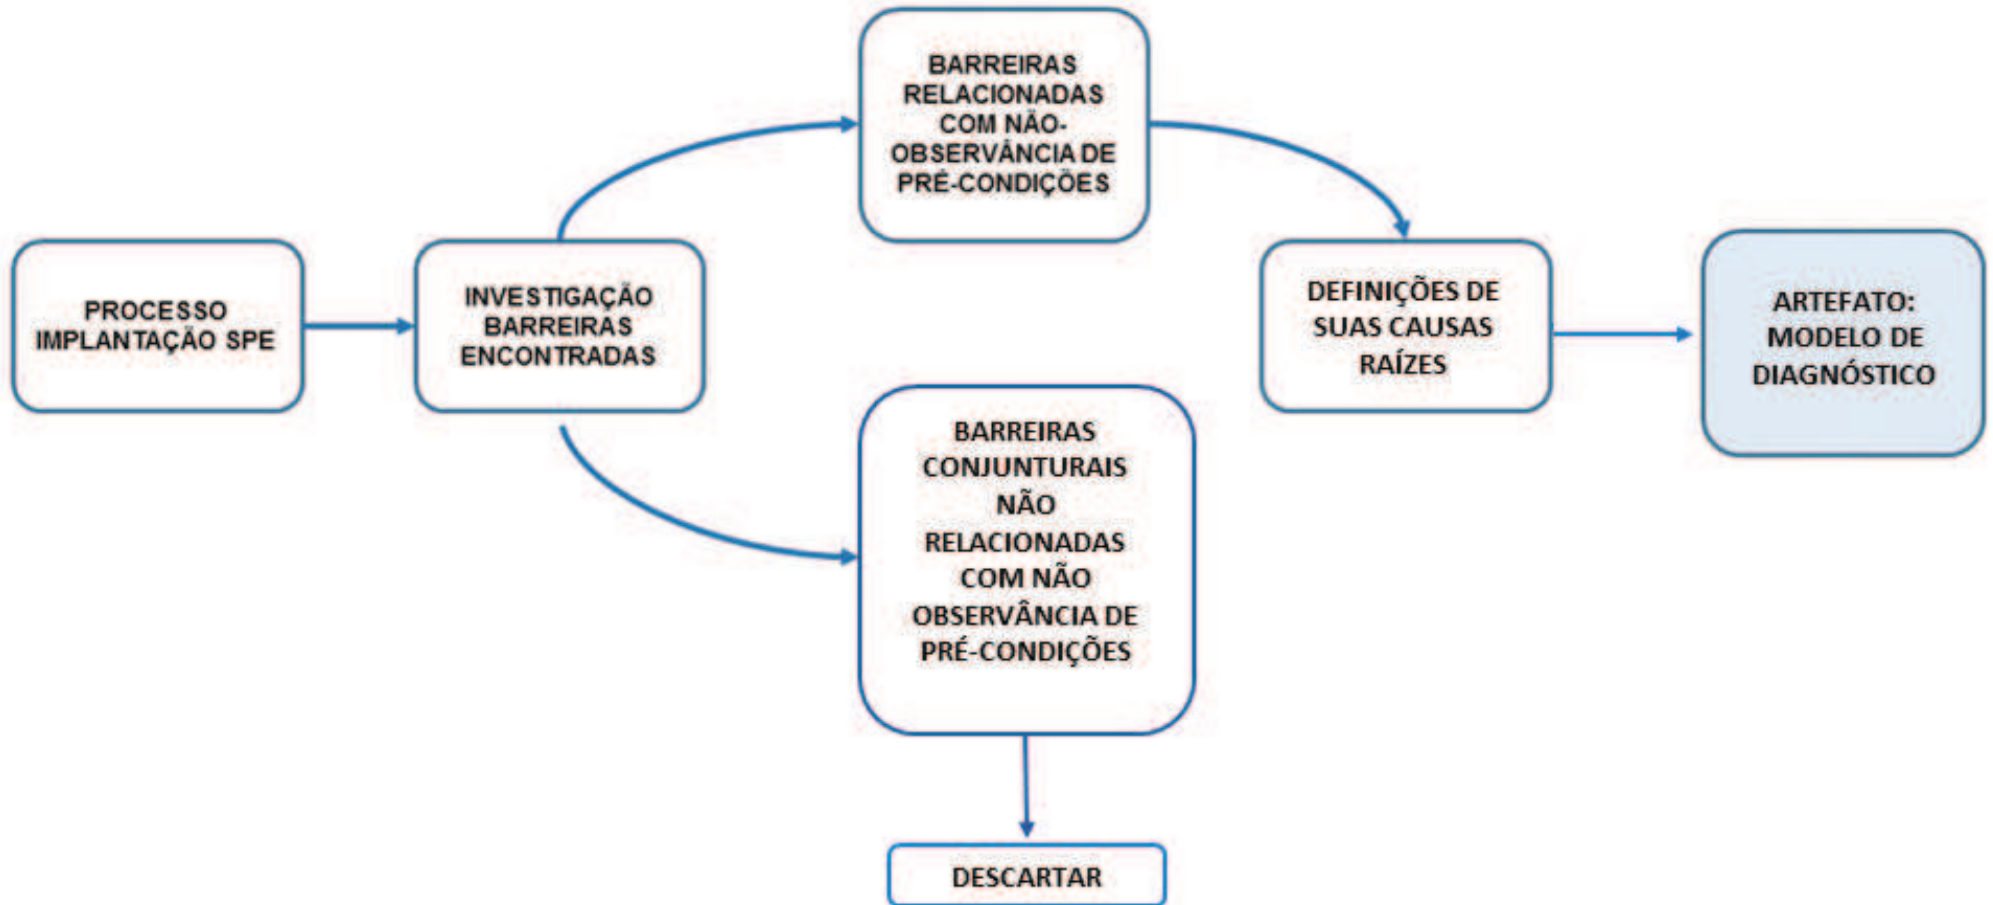 PROCESSO
IMPLANTAÇÃO SPE
INVESTIGAÇÃO
BARREIRAS
ENCONTRADAS
BARREIRAS
RELACIONADAS
COM NÃO-
OBSERVÂNCIA DE
PRÉ-CONDIÇÕES
BARREIRAS
CONJUNTURAIS
NÃO
RELACIONADAS
COM NÃO
OBSERVÂNCIA DE
PRÉ-CONDIÇÕES
DESCARTAR
DEFINIÇÕES DE
SUAS CAUSAS
RAÍZES
ARTEFATO:
MODELO DE
DIAGNÓSTICO